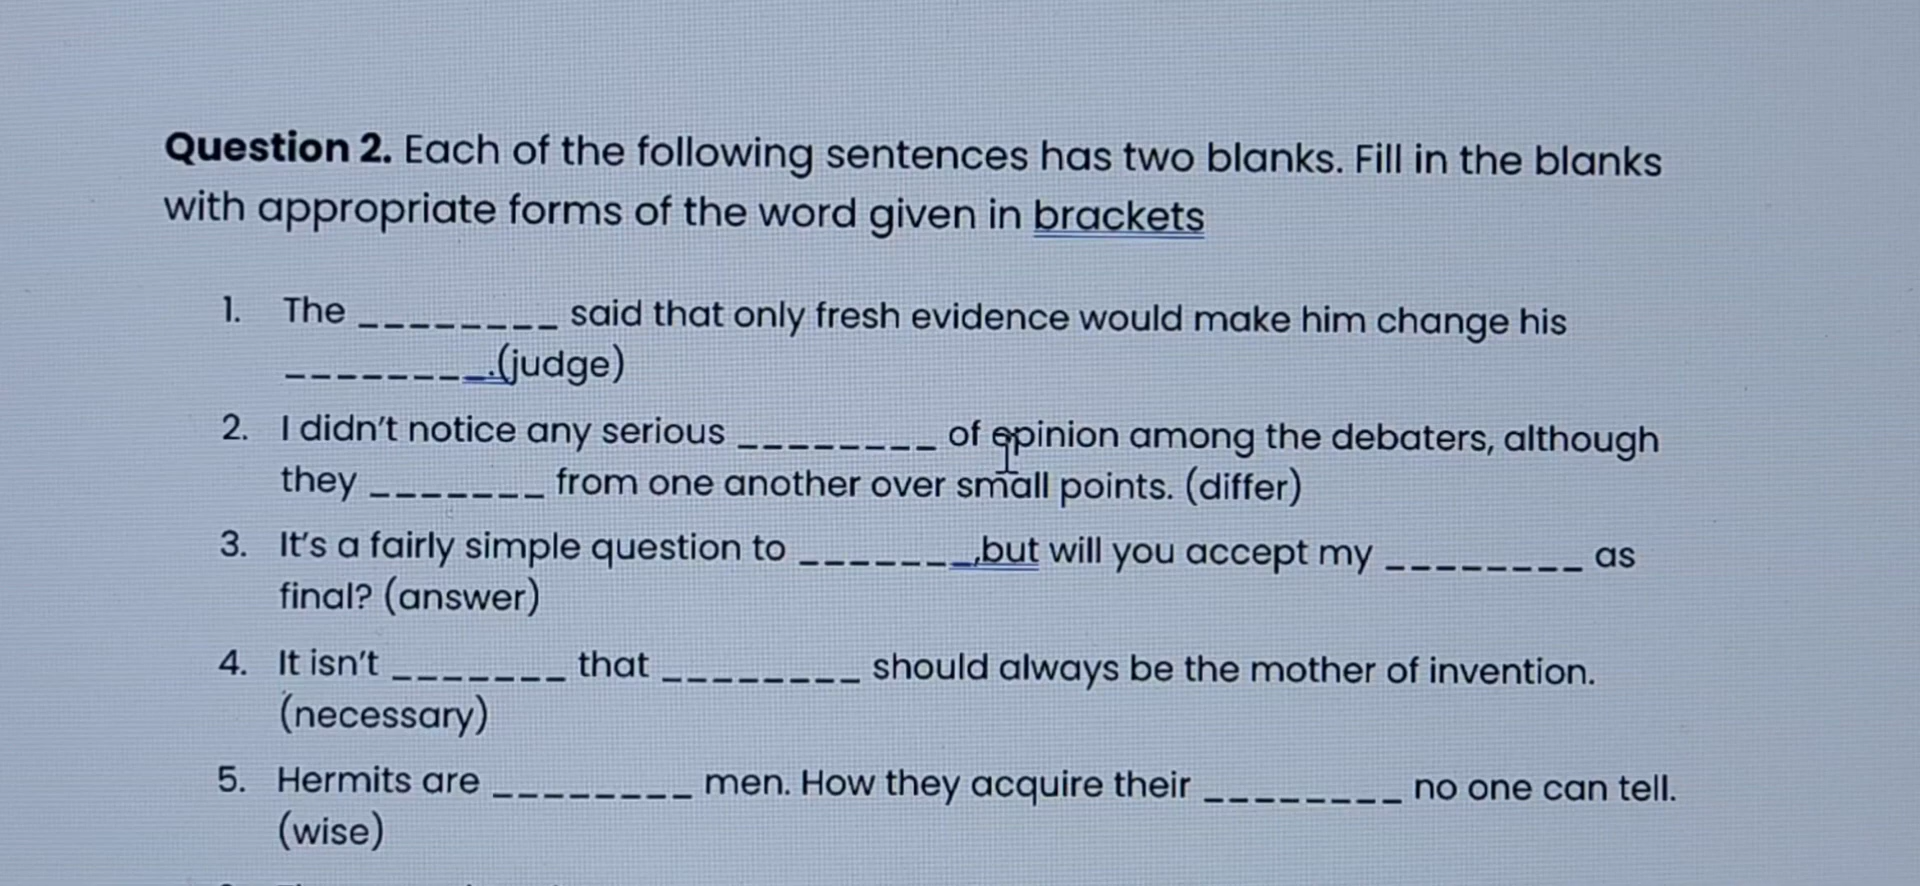 Question 2. Each of the following sentences has two blanks. Fill in the blanks
with appropriate forms of the word given in brackets
1. The ________ said that only fresh evidence would make him change his
________.(judge)
2. I didn't notice any serious ________ of opinion among the debaters, although
they _______ from one another over small points. (differ)
3. It's a fairly simple question to _______,but will you accept my ________ as
final? (answer)
4. It isn't _______ that ________ should always be the mother of invention.
(necessary)
5. Hermits are ________ men. How they acquire their ________ no one can tell.
(wise)